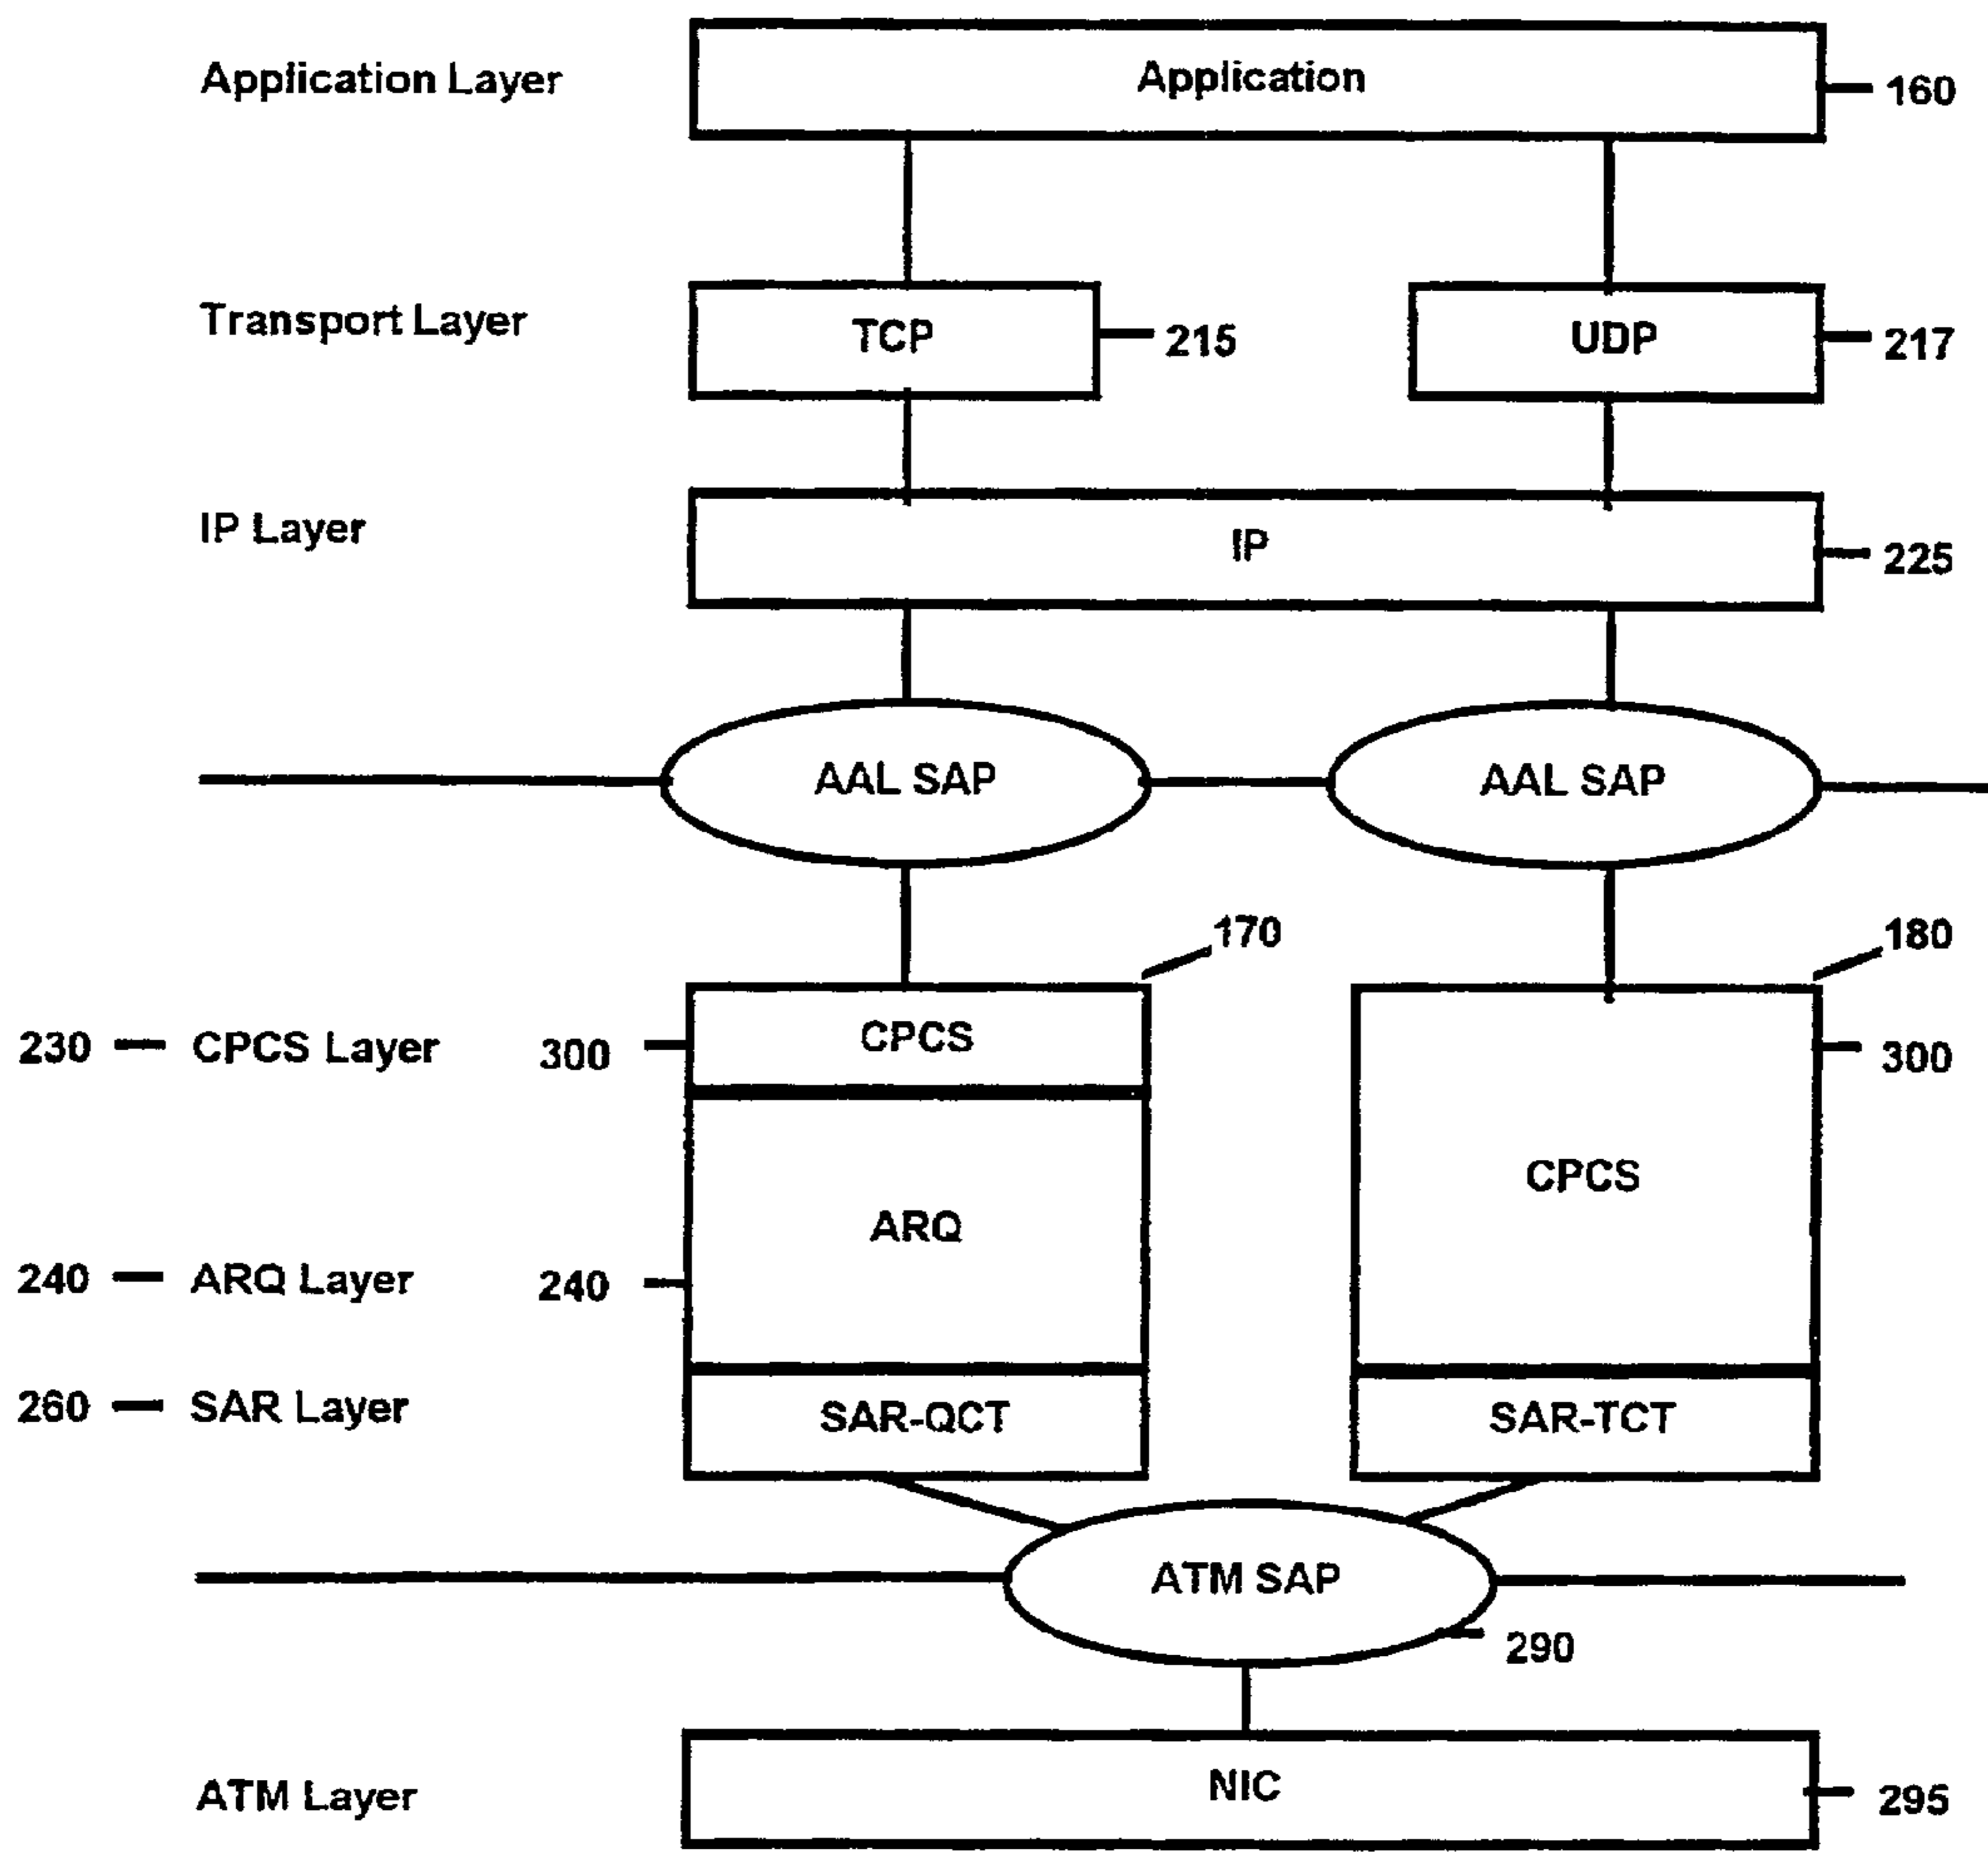 Application Layer
Application
160
Transport Layer
TCP
215
UDP
217
IP Layer
IP
225
AAL SAP
AAL SAP
170
180
230
CPCS Layer
300
CPCS
300
CPCS
ARQ
240
ARQ Layer
240
260
SAR Layer
SAR-QCT
SAR-TCT
ATM SAP
290
ATM Layer
NIC
295